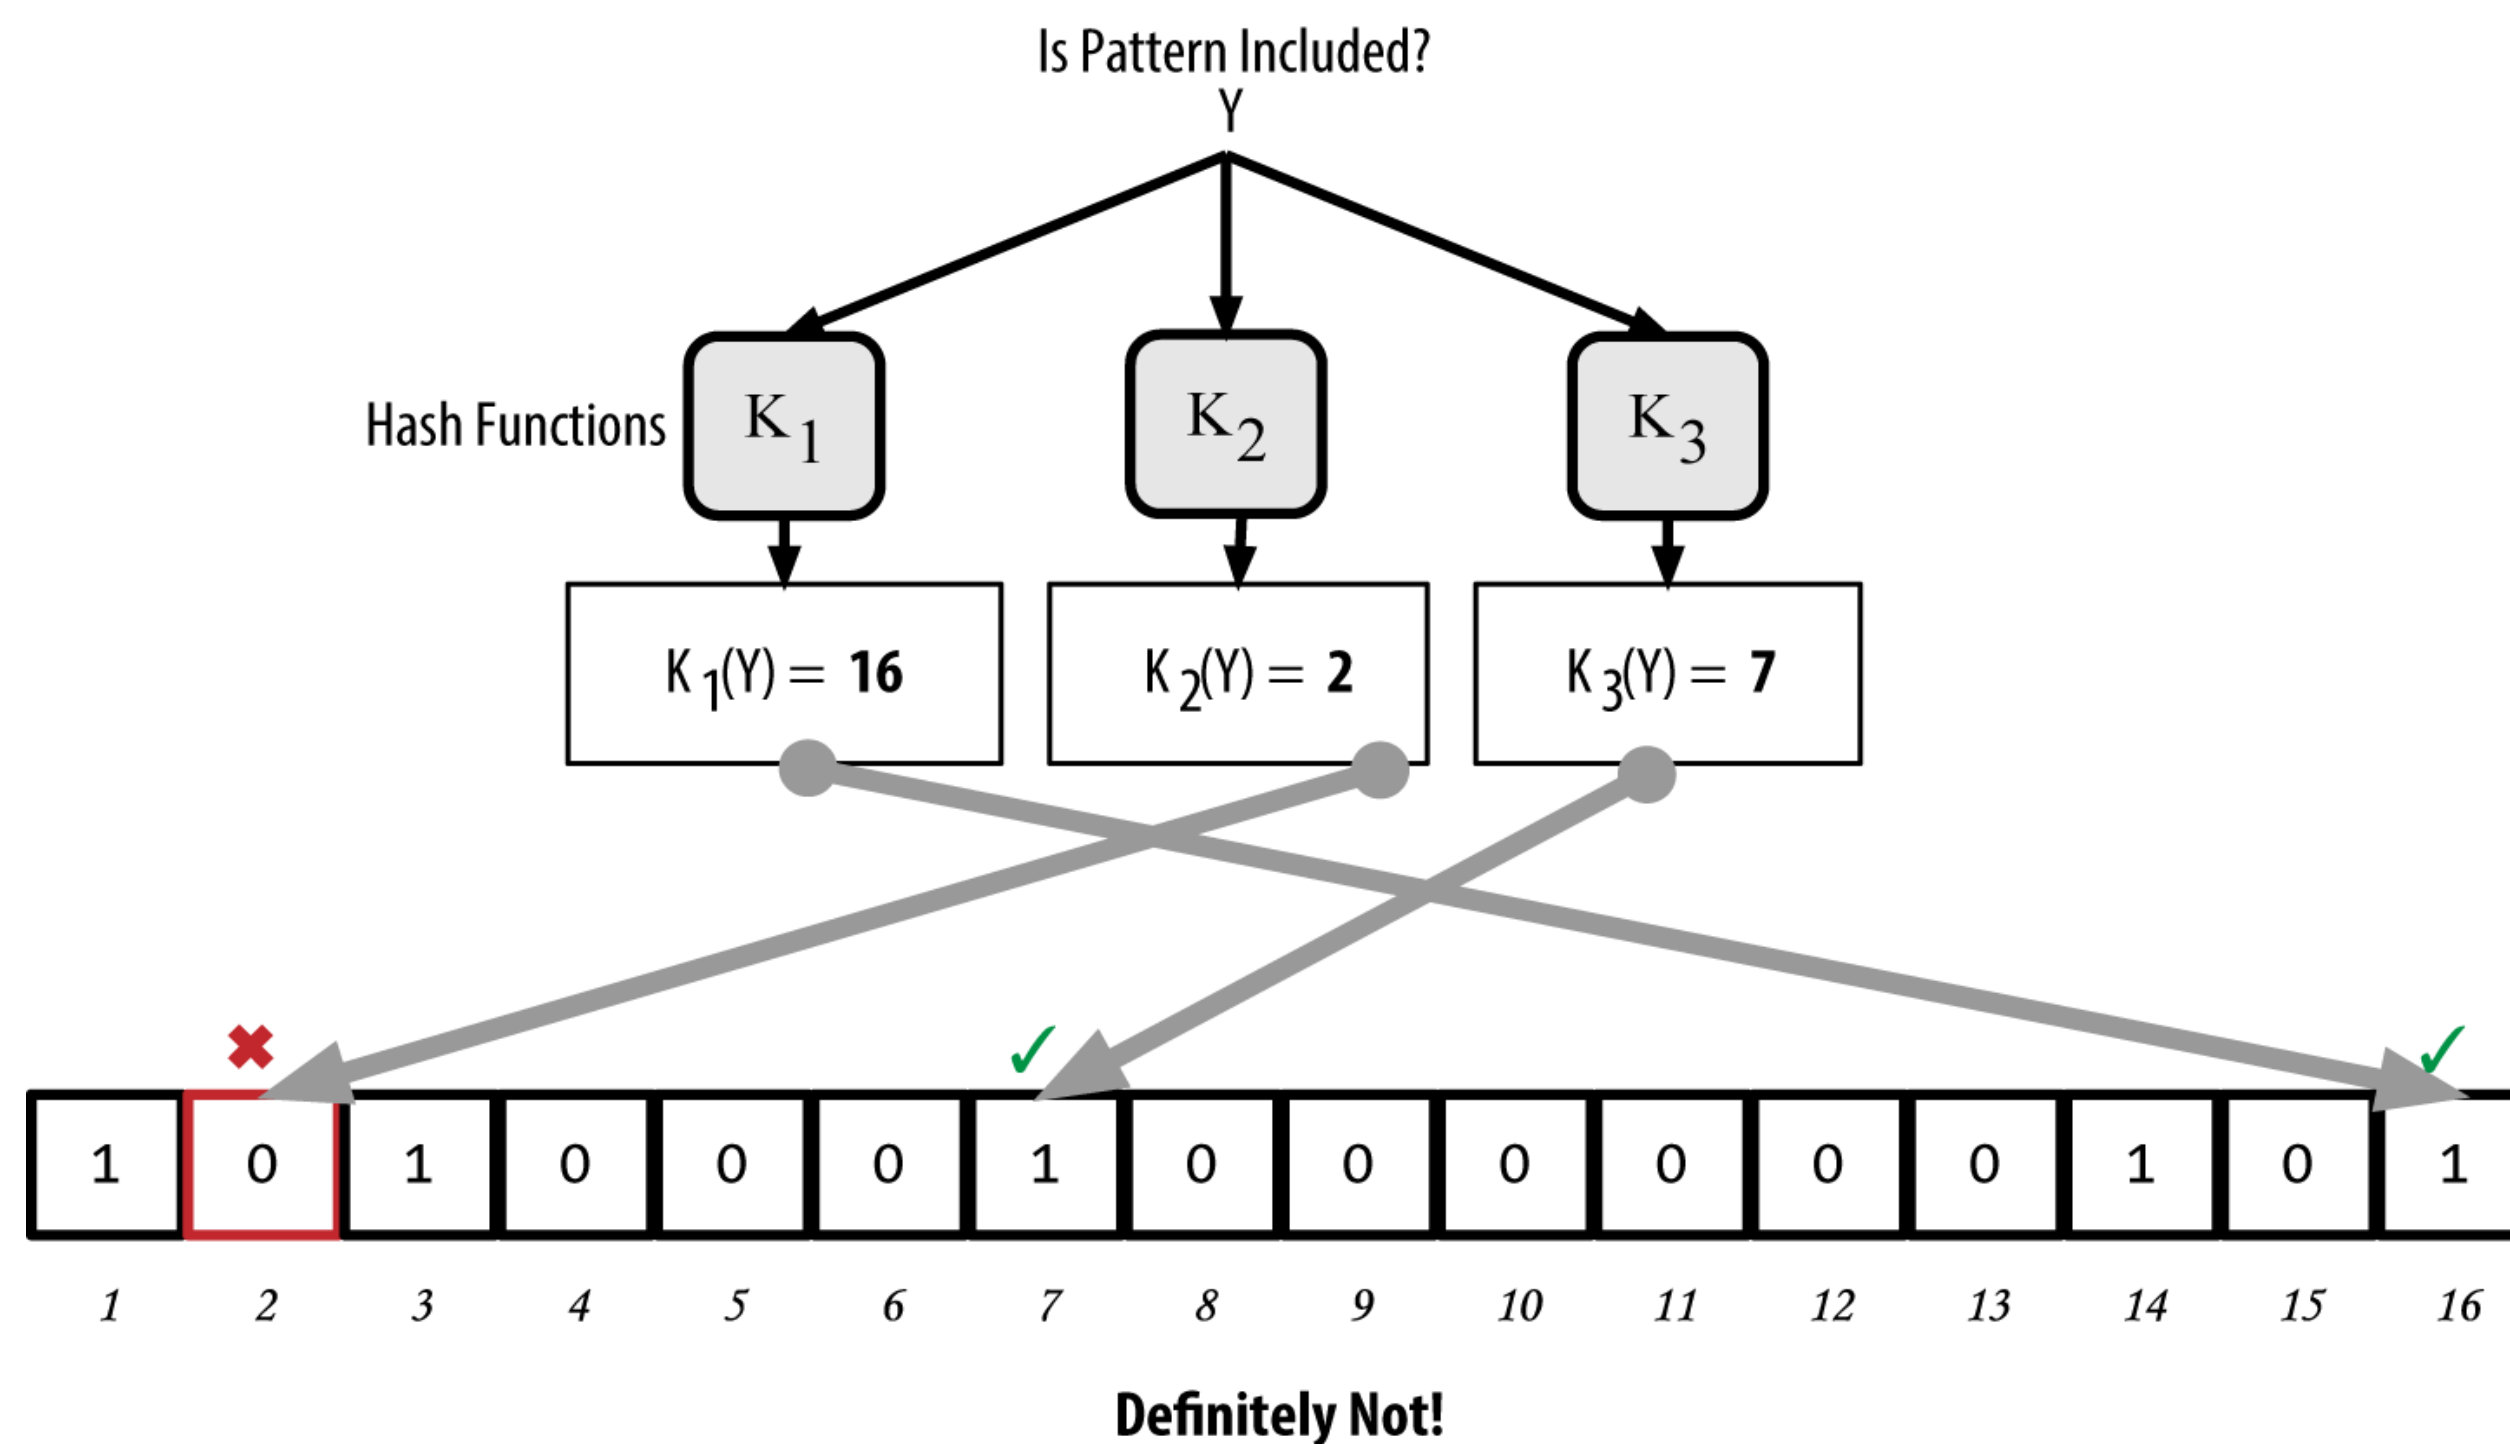 Is Pattern Included?
Y
Hash Functions K1 K2 K3
K1(Y) = 16 K2(Y) = 2 K3(Y) = 7
✖ ✓ ✓
1 0 1 0 0 0 1 0 0 0 0 0 0 1 0 1
1 2 3 4 5 6 7 8 9 10 11 12 13 14 15 16
Definitely Not!